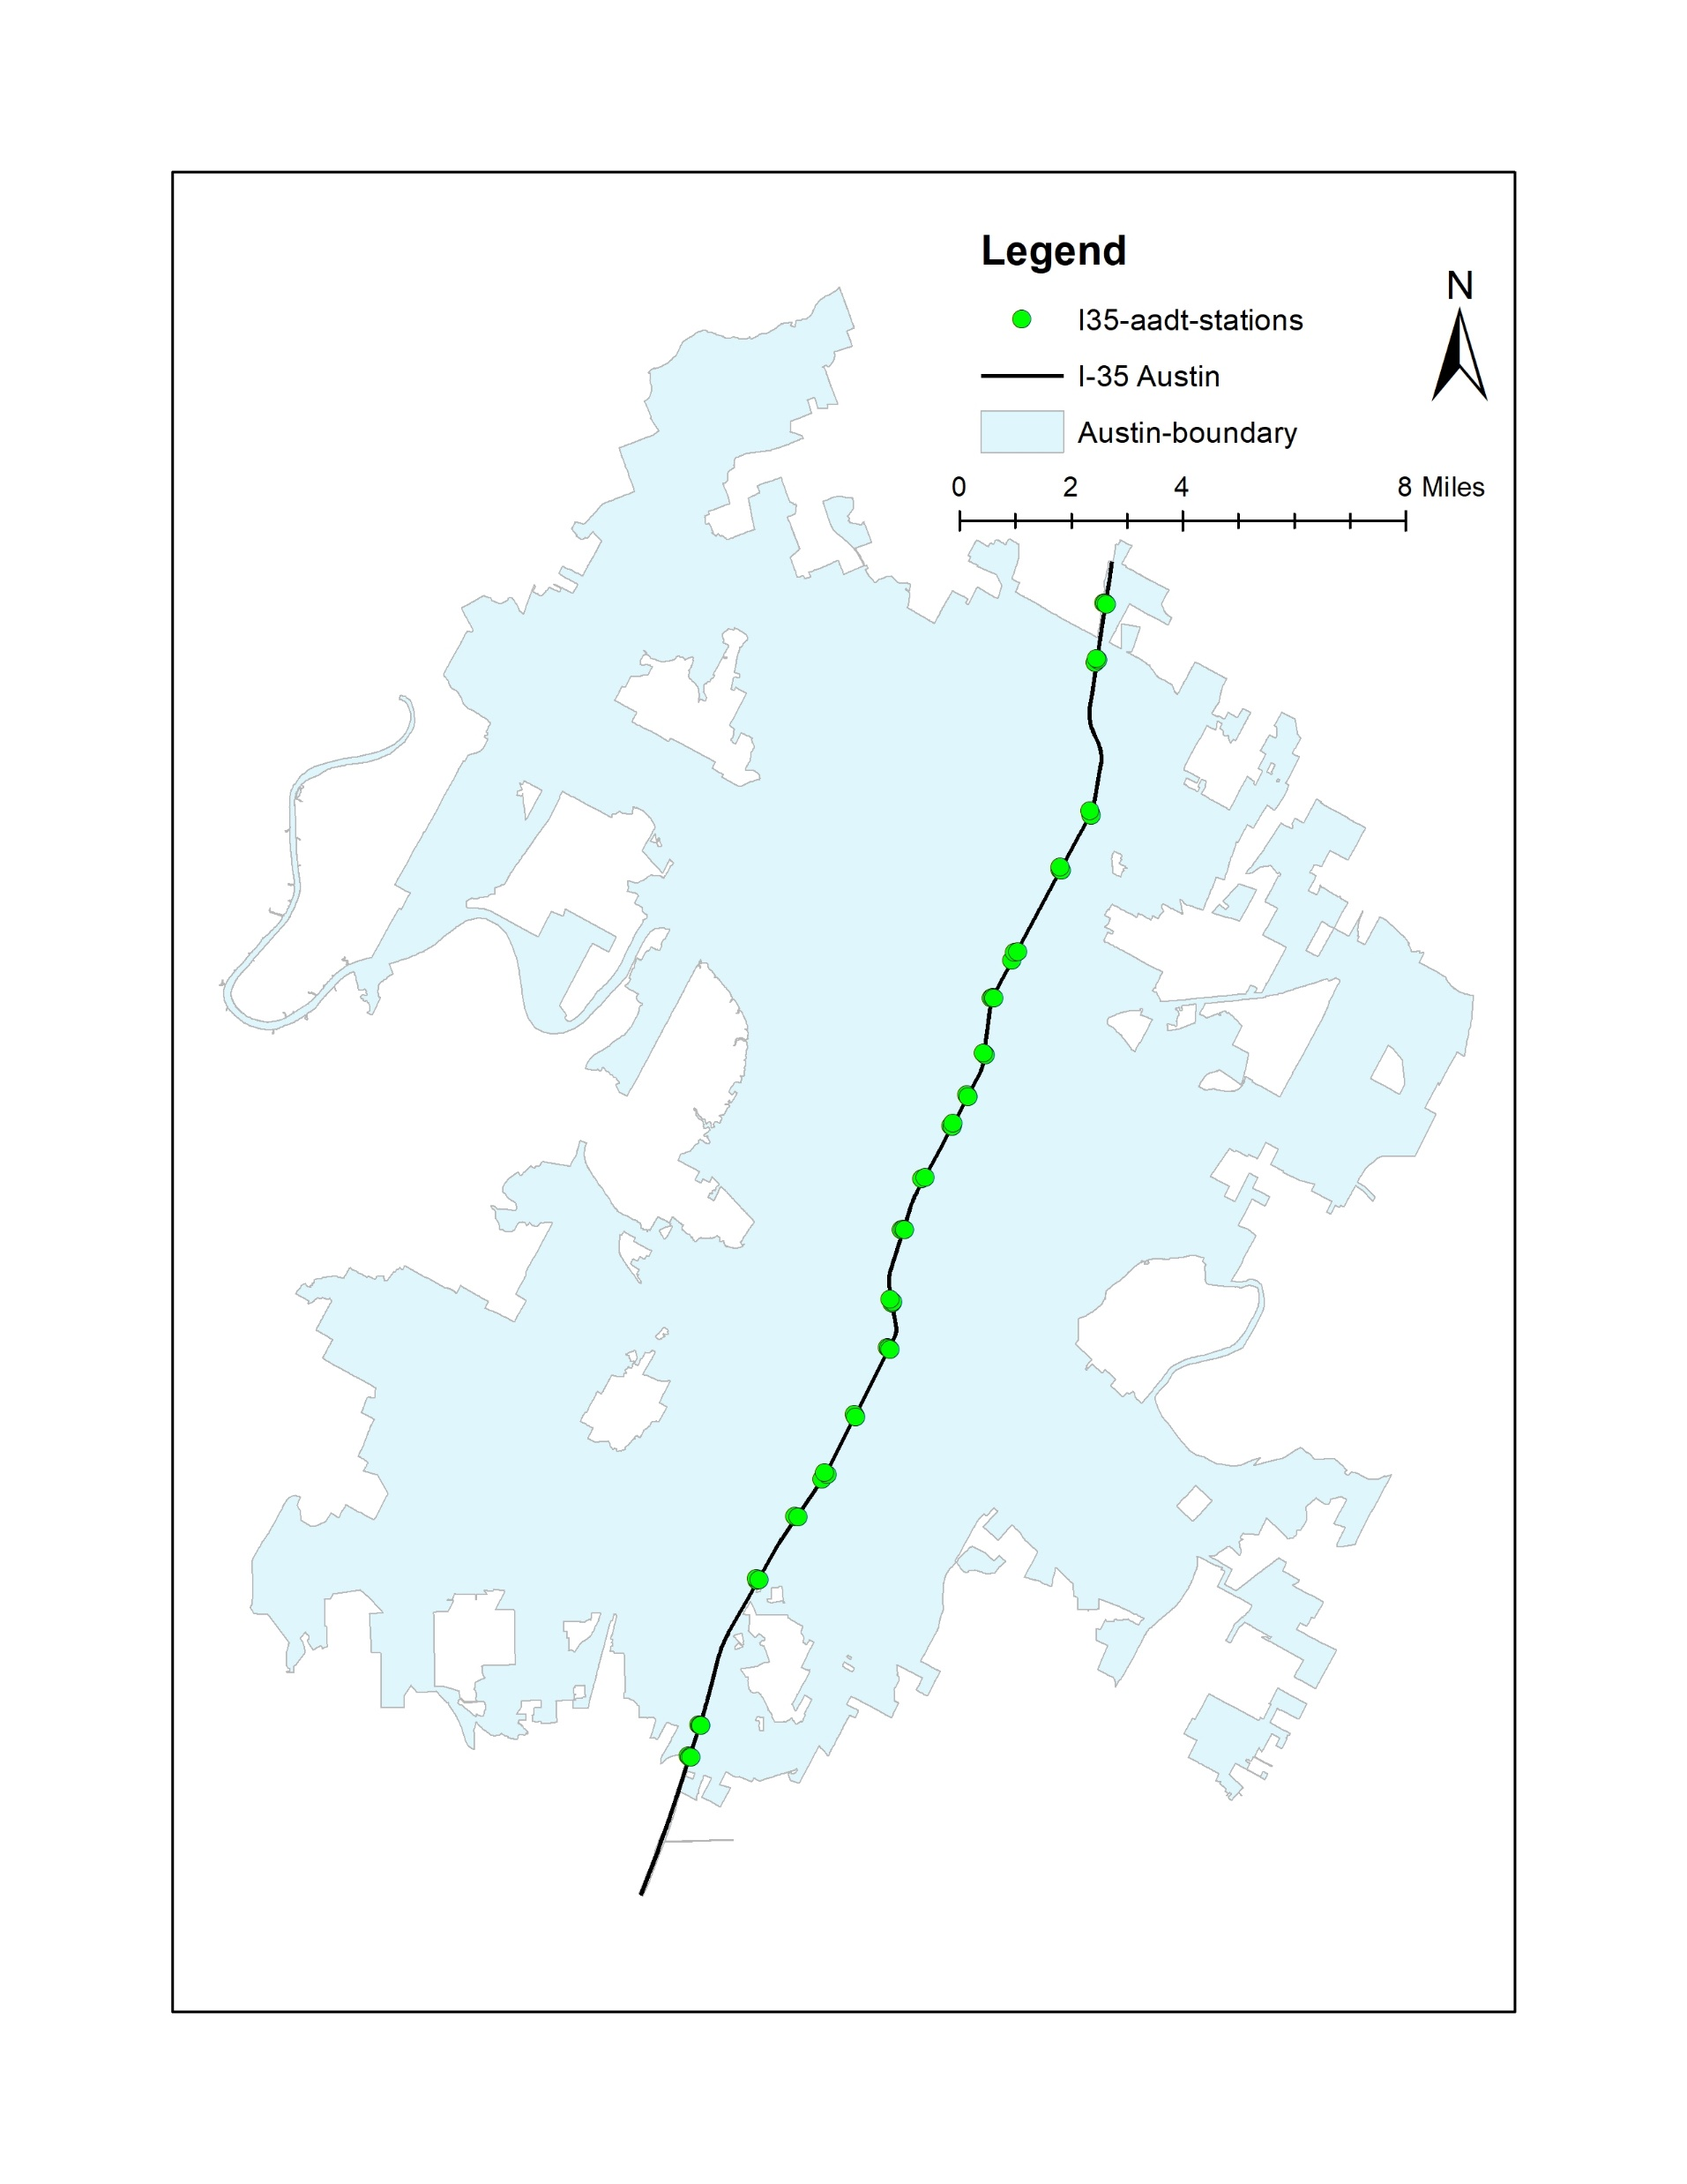 Legend
N
I35-aadt-stations
I-35 Austin
Austin-boundary
0 2 4 8 Miles